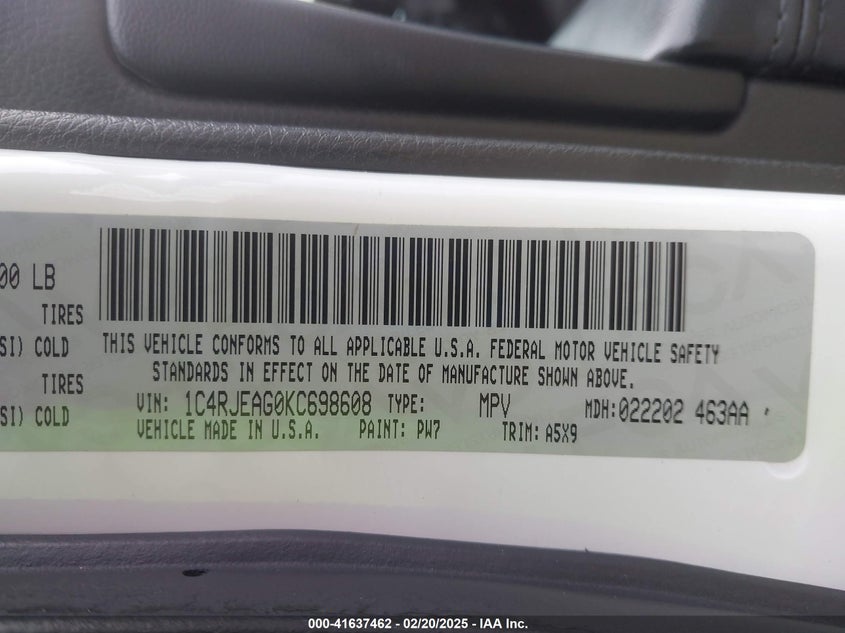 00 LB
TIRES
SI) COLD
TIRES
SI) COLD
THIS VEHICLE CONFORMS TO ALL APPLICABLE U.S.A. FEDERAL MOTOR VEHICLE SAFETY
STANDARDS IN EFFECT ON THE DATE OF MANUFACTURE SHOWN ABOVE.
VIN: 1C4RJEAG0KC698608 TYPE: MPV MDH:022202 463AA
VEHICLE MADE IN U.S.A. PAINT: PW7 TRIM: A5X9
000-41637462 - 02/20/2025 - IAA Inc.